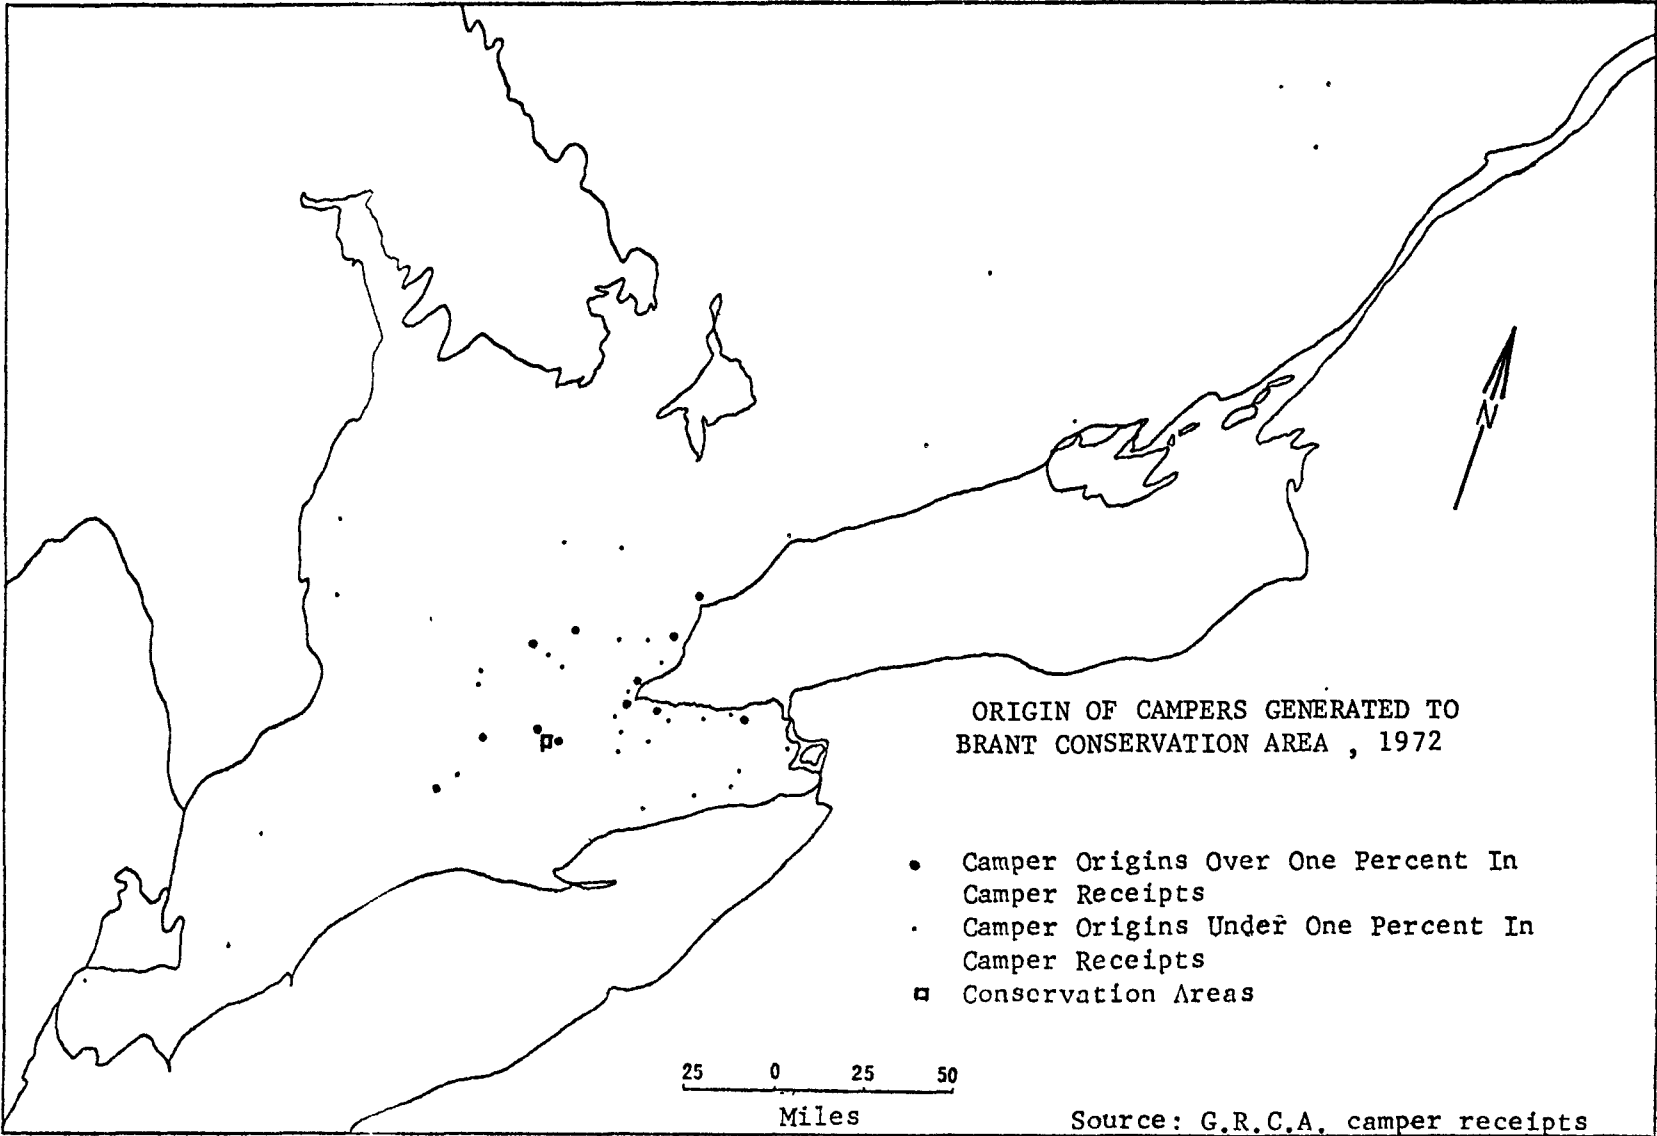 N
ORIGIN OF CAMPERS GENERATED TO
BRANT CONSERVATION AREA , 1972
Camper Origins Over One Percent In
Camper Receipts
Camper Origins Under One Percent In
Camper Receipts
Conservation Areas
25 0 25 50
Miles
Source: G.R.C.A. camper receipts